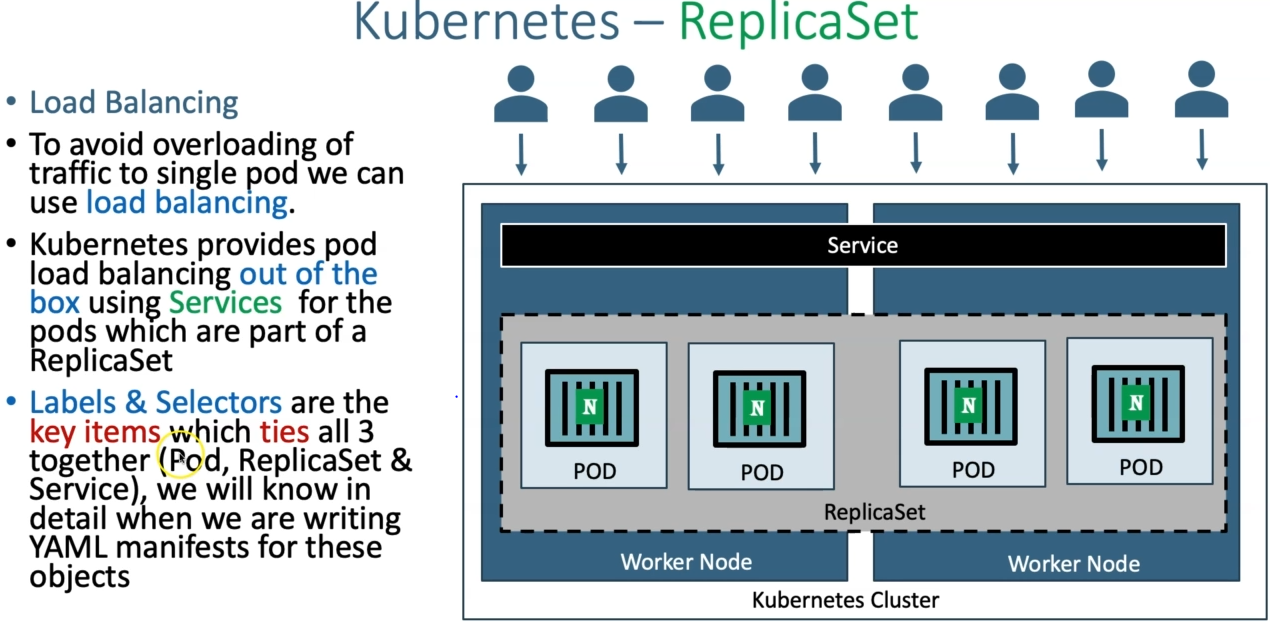 Kubernetes – ReplicaSet
• Load Balancing
• To avoid overloading of
traffic to single pod we can
use load balancing.
• Kubernetes provides pod
load balancing out of the
box using Services for the
pods which are part of a
ReplicaSet
• Labels & Selectors are the
key items which ties all 3
together (Pod, ReplicaSet &
Service), we will know in
detail when we are writing
YAML manifests for these
objects
Service
N
N
N
N
POD
POD
POD
POD
ReplicaSet
Worker Node
Worker Node
Kubernetes Cluster